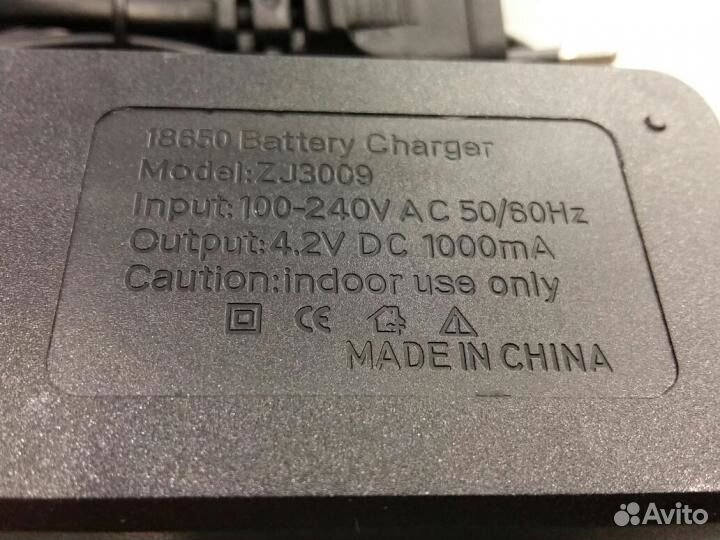 18650 Battery Charger
Model:ZJ3009
Input:100-240V AC 50/60Hz
Output:4.2V DC 1000mA
Caution:indoor use only
CE
MADE IN CHINA
Avito